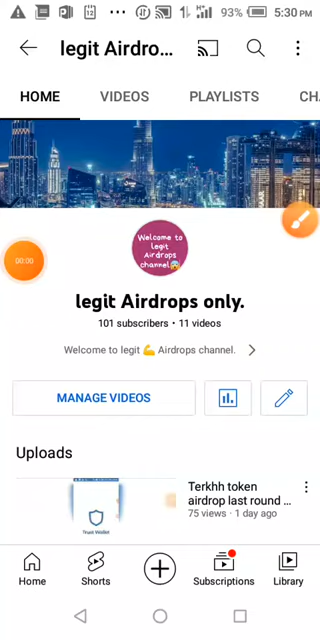 12
93%
5:30 PM
legit Airdro...
HOME
VIDEOS
PLAYLISTS
CH
Welcome to
legit
Airdrops
channel😨
00:00
legit Airdrops only.
101 subscribers • 11 videos
Welcome to legit 💪 Airdrops channel.
MANAGE VIDEOS
Uploads
Terkhh token
airdrop last round ...
75 views · 1 day ago
Trust Wallet
Home
Shorts
Subscriptions
Library